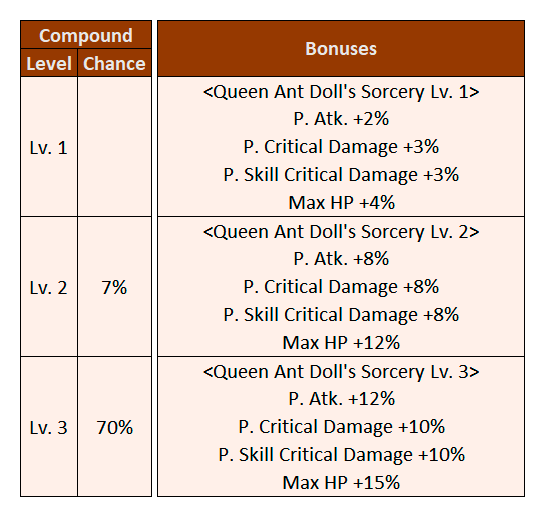 Compound
Bonuses
Level Chance
<Queen Ant Doll's Sorcery Lv. 1>
P. Atk. +2%
Lv. 1
P. Critical Damage +3%
P. Skill Critical Damage +3%
Max HP +4%
<Queen Ant Doll's Sorcery Lv. 2>
P. Atk. +8%
Lv. 2 7% P. Critical Damage +8%
P. Skill Critical Damage +8%
Max HP +12%
<Queen Ant Doll's Sorcery Lv. 3>
P. Atk. +12%
Lv. 3 70% P. Critical Damage +10%
P. Skill Critical Damage +10%
Max HP +15%